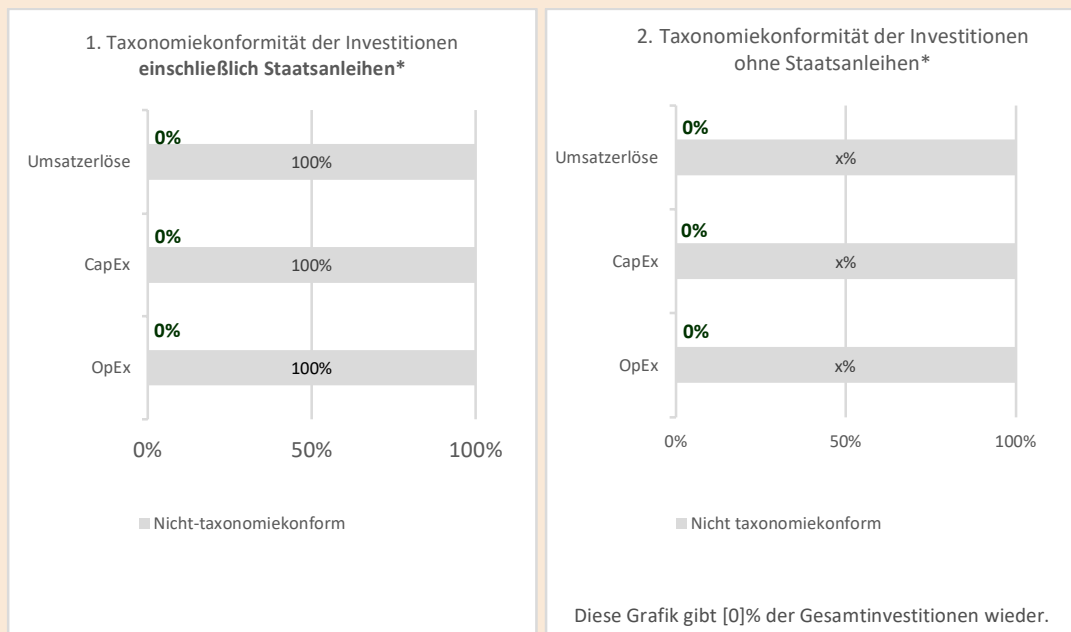 1. Taxonomiekonformität der Investitionen
einschließlich Staatsanleihen*
0%
Umsatzerlöse
100%
0%
CapEx
100%
0%
OpEx
100%
0%
50%
100%
Nicht-taxonomiekonform
2. Taxonomiekonformität der Investitionen
ohne Staatsanleihen*
0%
Umsatzerlöse
x%
0%
CapEx
x%
0%
OpEx
x%
0%
50%
100%
Nicht taxonomiekonform
Diese Grafik gibt [0]% der Gesamtinvestitionen wieder.